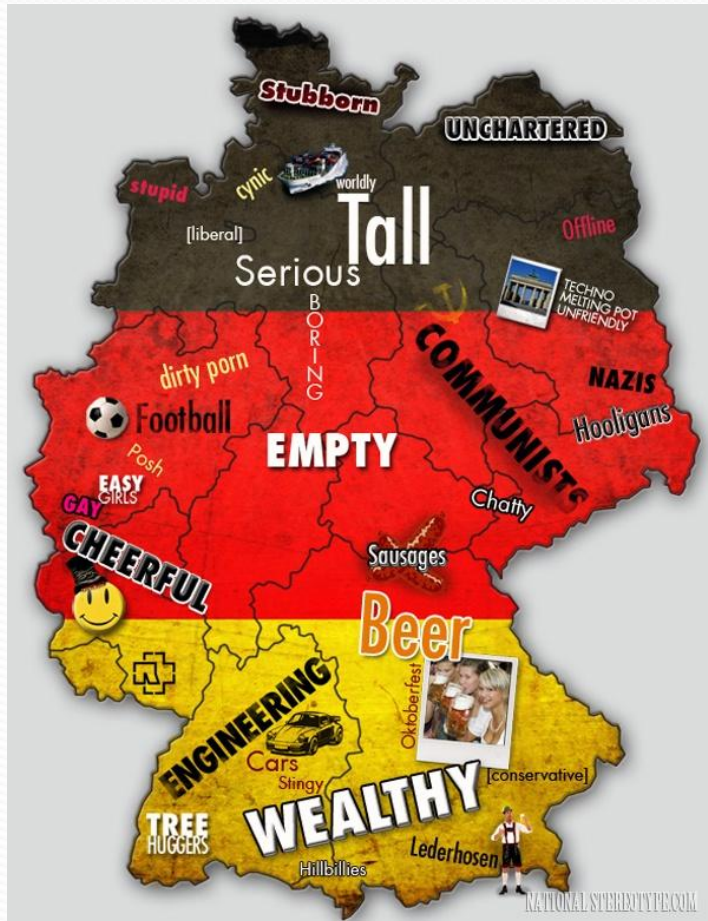 Stubborn
UNCHARTERED
stupid
cynic
worldly
Tall
[liberal]
Offline
Serious
TECHNO
MELTING POT
UNFRIENDLY
BORING
COMMUNISTS
dirty porn
NAZIS
Football
Hooligans
EMPTY
Posh
EASY
GIRLS
Chatty
GAY
CHEERFUL
Sausages
Beer
Oktoberfest
ENGINEERING
Cars
Stingy
[conservative]
WEALTHY
TREE
HUGGERS
Lederhosen
Hillbillies
NATIONALSTEREOTYPE.COM